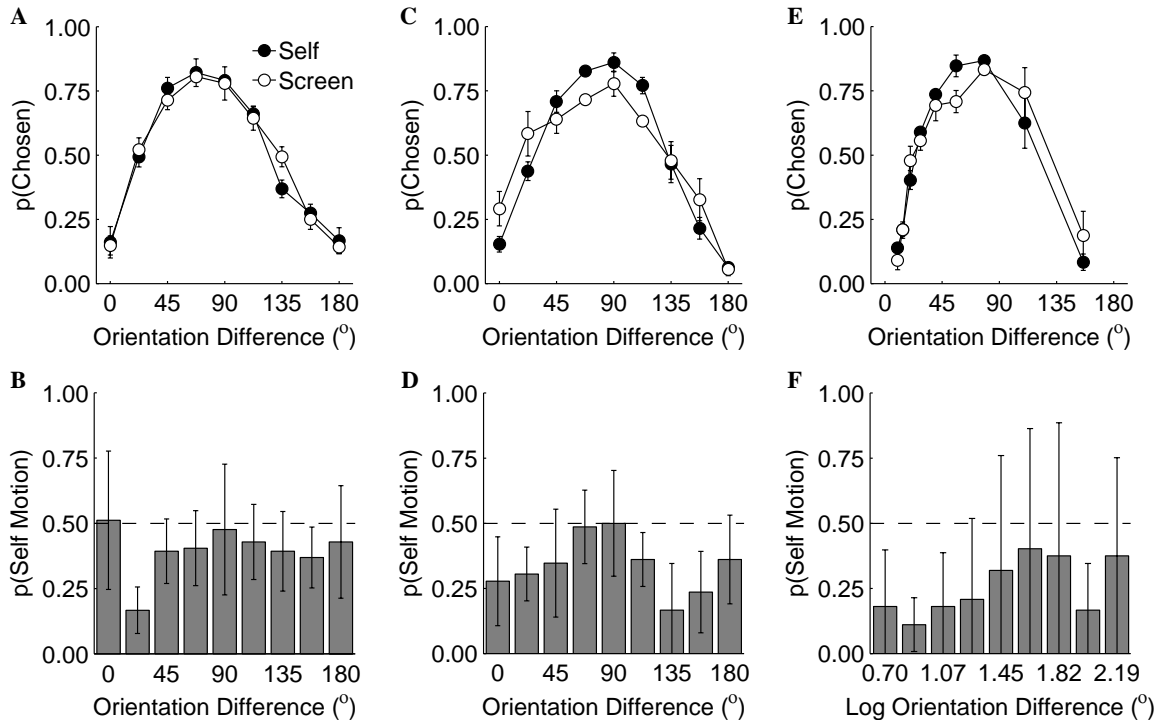 A
C
E
1.00
0.75
0.50
0.25
0.00
p(Chosen)
Self
Screen
0 45 90 135 180
Orientation Difference (o)
1.00
0.75
0.50
0.25
0.00
p(Chosen)
0 45 90 135 180
Orientation Difference (o)
1.00
0.75
0.50
0.25
0.00
p(Chosen)
0 45 90 135 180
Orientation Difference (o)
B
D
F
1.00
0.75
0.50
0.25
0.00
p(Self Motion)
0 45 90 135 180
Orientation Difference (o)
1.00
0.75
0.50
0.25
0.00
p(Self Motion)
0 45 90 135 180
Orientation Difference (o)
1.00
0.75
0.50
0.25
0.00
p(Self Motion)
0.70 1.07 1.45 1.82 2.19
Log Orientation Difference (o)